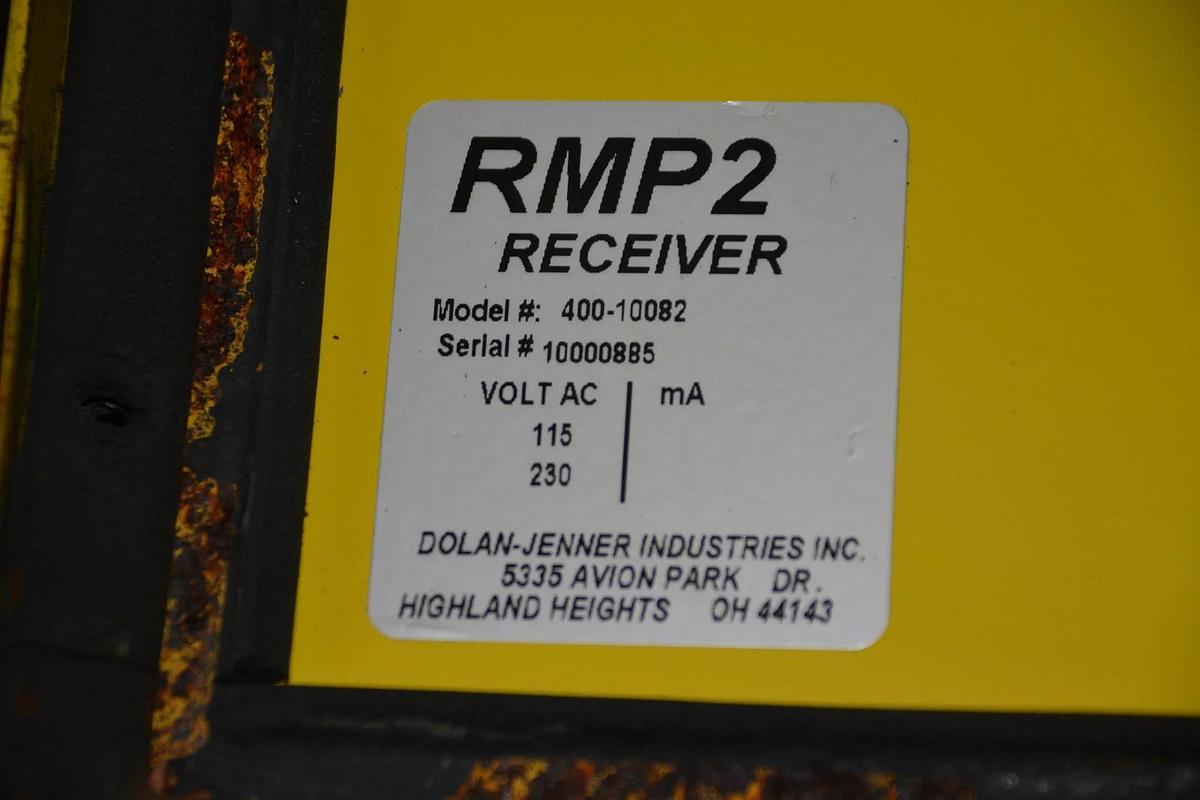 RMP2
RECEIVER
Model #: 400-10082
Serial # 10000885
VOLT AC | mA
115
230
DOLAN-JENNER INDUSTRIES INC.
5335 AVION PARK DR.
HIGHLAND HEIGHTS OH 44143